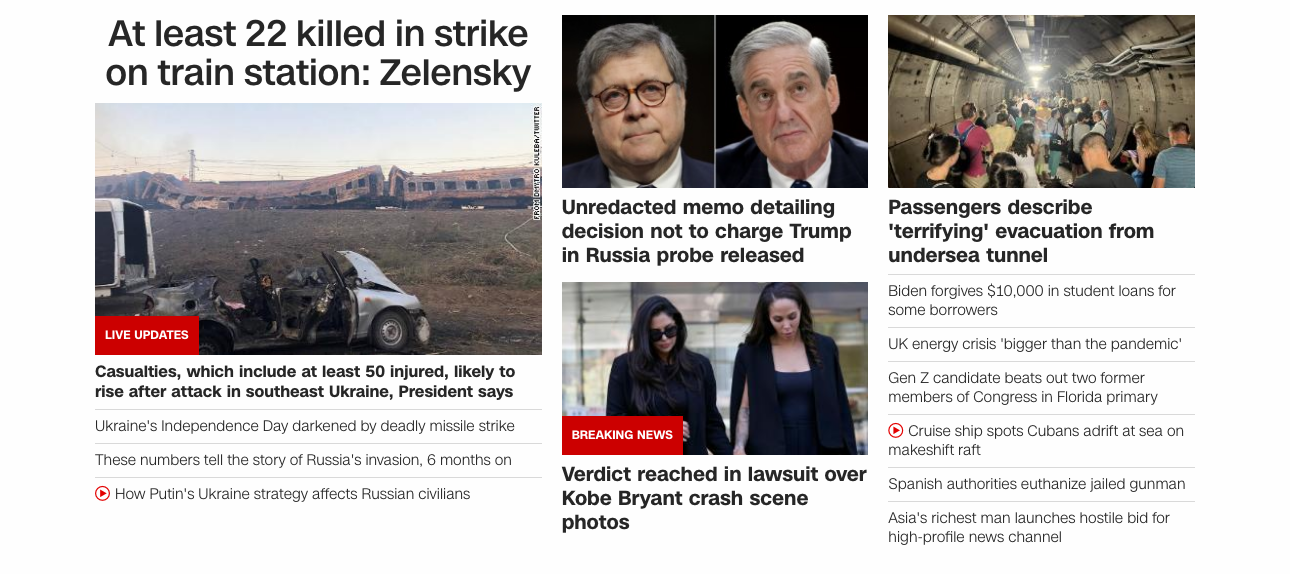 At least 22 killed in strike
on train station: Zelensky
FROM DMYTRO KULEBA/TWITTER
LIVE UPDATES
Casualties, which include at least 50 injured, likely to
rise after attack in southeast Ukraine, President says
Ukraine's Independence Day darkened by deadly missile strike
These numbers tell the story of Russia's invasion, 6 months on
How Putin's Ukraine strategy affects Russian civilians
Unredacted memo detailing
decision not to charge Trump
in Russia probe released
BREAKING NEWS
Verdict reached in lawsuit over
Kobe Bryant crash scene
photos
Passengers describe
'terrifying' evacuation from
undersea tunnel
Biden forgives $10,000 in student loans for
some borrowers
UK energy crisis 'bigger than the pandemic'
Gen Z candidate beats out two former
members of Congress in Florida primary
Cruise ship spots Cubans adrift at sea on
makeshift raft
Spanish authorities euthanize jailed gunman
Asia's richest man launches hostile bid for
high-profile news channel